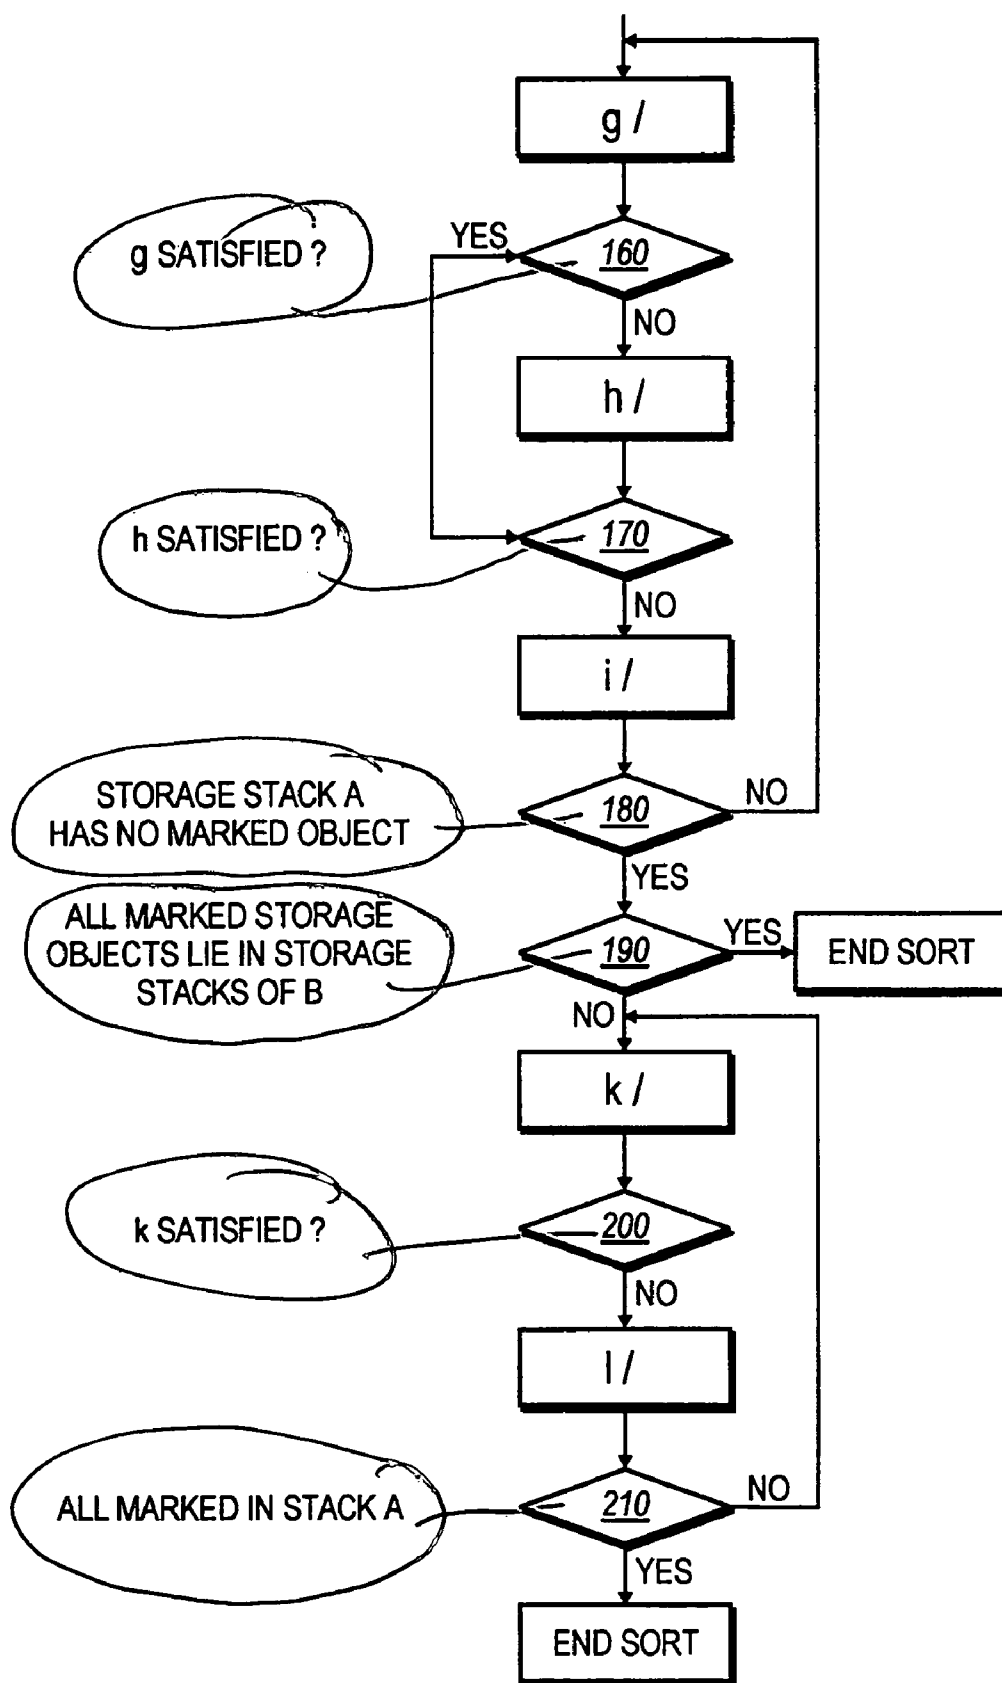 g /
g SATISFIED ?
YES
160
NO
h /
h SATISFIED ?
170
NO
i /
STORAGE STACK A
HAS NO MARKED OBJECT
180
NO
YES
ALL MARKED STORAGE
OBJECTS LIE IN STORAGE
STACKS OF B
190
YES
END SORT
NO
k /
k SATISFIED ?
200
NO
l /
ALL MARKED IN STACK A
210
NO
YES
END SORT